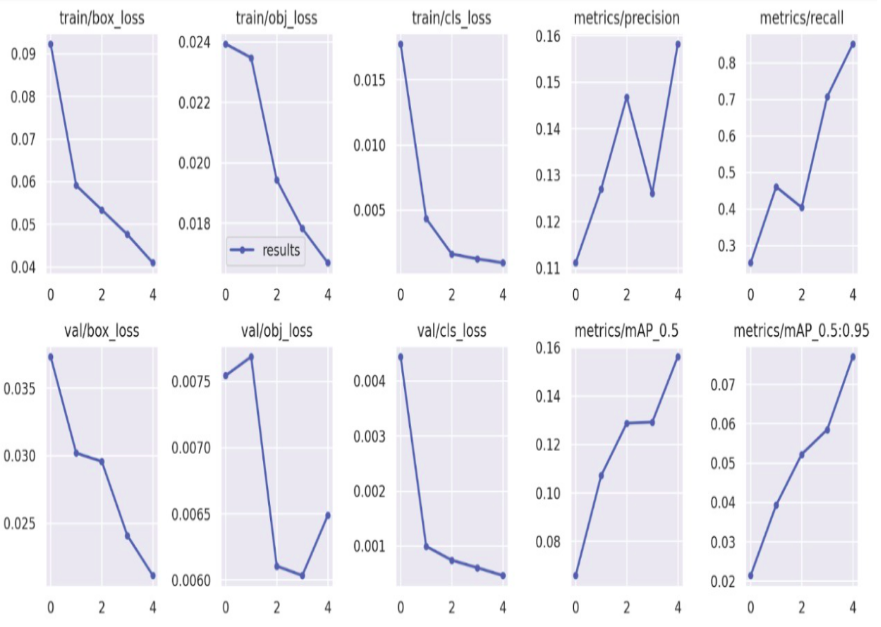 train/box_loss
0.09
0.08
0.07
0.06
0.05
0.04
0 2 4
train/obj_loss
0.024
0.022
0.020
0.018
results
0 2 4
train/cls_loss
0.015
0.010
0.005
0 2 4
metrics/precision
0.16
0.15
0.14
0.13
0.12
0.11
0 2 4
metrics/recall
0.8
0.7
0.6
0.5
0.4
0.3
0 2 4
val/box_loss
0.035
0.030
0.025
0 2 4
val/obj_loss
0.0075
0.0070
0.0065
0.0060
0 2 4
val/cls_loss
0.004
0.003
0.002
0.001
0 2 4
metrics/mAP_0.5
0.16
0.14
0.12
0.10
0.08
0 2 4
metrics/mAP_0.5:0.95
0.07
0.06
0.05
0.04
0.03
0.02
0 2 4